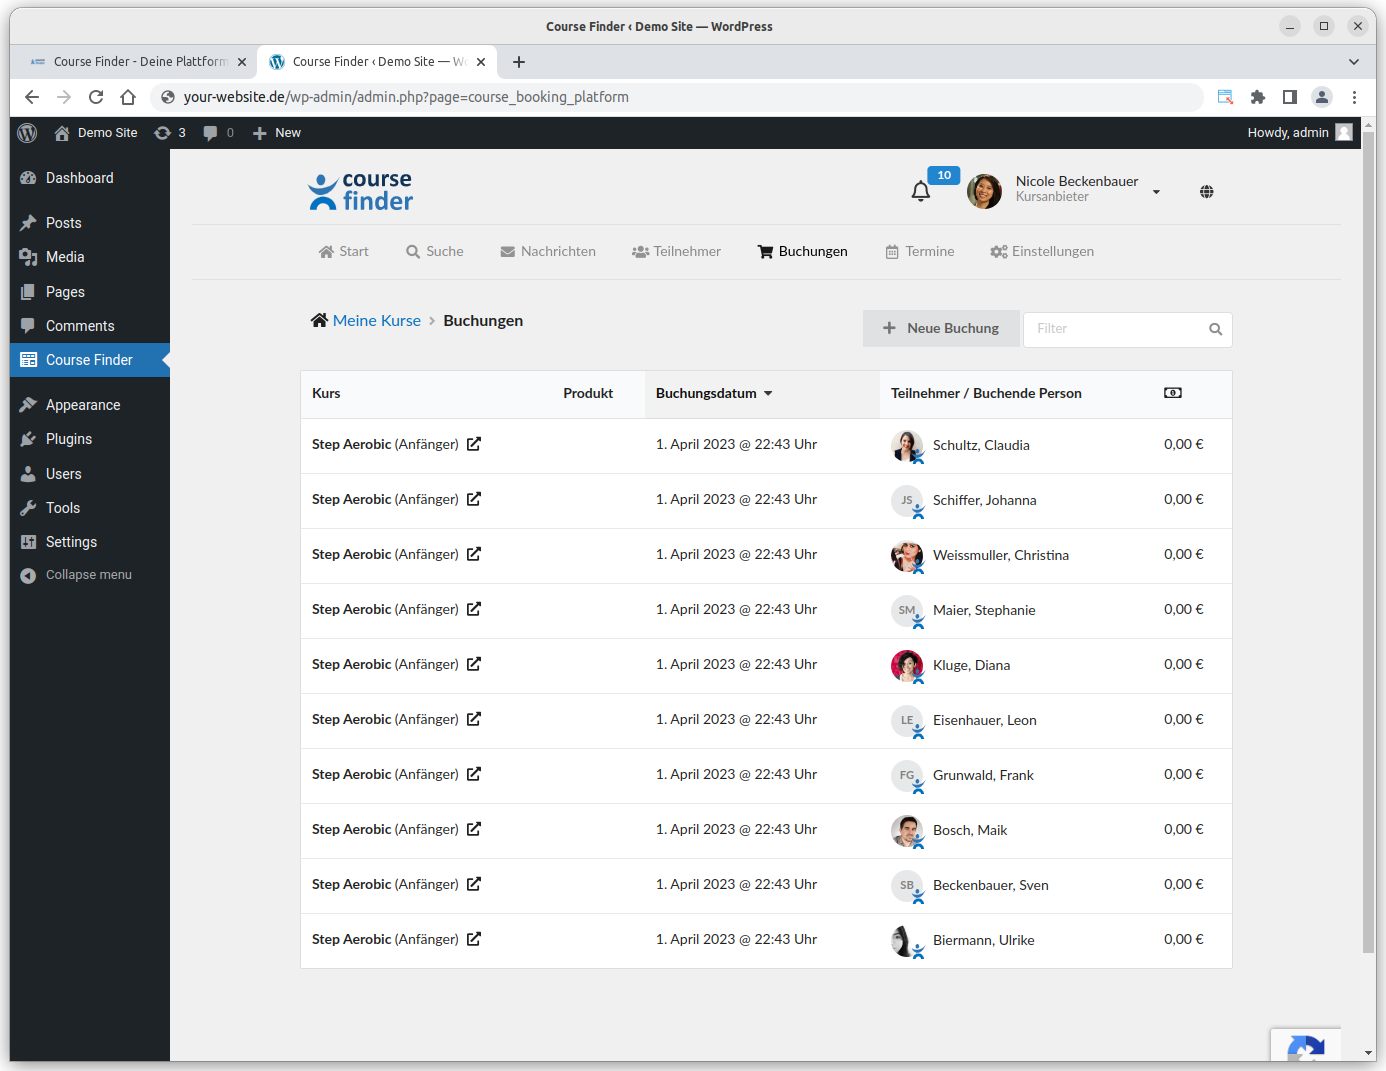 Course Finder ‹ Demo Site — WordPress
Course Finder - Deine Plattform
Course Finder ‹ Demo Site — W
your-website.de/wp-admin/admin.php?page=course_booking_platform
Demo Site 3 0 New
Howdy, admin
Dashboard
Posts
Media
Pages
Comments
Course Finder
Appearance
Plugins
Users
Tools
Settings
Collapse menu
course
finder
10
Nicole Beckenbauer
Kursanbieter
Start Suche Nachrichten Teilnehmer Buchungen Termine Einstellungen
Meine Kurse Buchungen
Neue Buchung
Filter
Kurs Produkt Buchungsdatum Teilnehmer / Buchende Person
Step Aerobic (Anfänger) 1. April 2023 @ 22:43 Uhr Schultz, Claudia 0,00 €
Step Aerobic (Anfänger) 1. April 2023 @ 22:43 Uhr JS Schiffer, Johanna 0,00 €
Step Aerobic (Anfänger) 1. April 2023 @ 22:43 Uhr Weissmuller, Christina 0,00 €
Step Aerobic (Anfänger) 1. April 2023 @ 22:43 Uhr SM Maier, Stephanie 0,00 €
Step Aerobic (Anfänger) 1. April 2023 @ 22:43 Uhr Kluge, Diana 0,00 €
Step Aerobic (Anfänger) 1. April 2023 @ 22:43 Uhr LE Eisenhauer, Leon 0,00 €
Step Aerobic (Anfänger) 1. April 2023 @ 22:43 Uhr FG Grunwald, Frank 0,00 €
Step Aerobic (Anfänger) 1. April 2023 @ 22:43 Uhr Bosch, Maik 0,00 €
Step Aerobic (Anfänger) 1. April 2023 @ 22:43 Uhr SB Beckenbauer, Sven 0,00 €
Step Aerobic (Anfänger) 1. April 2023 @ 22:43 Uhr Biermann, Ulrike 0,00 €